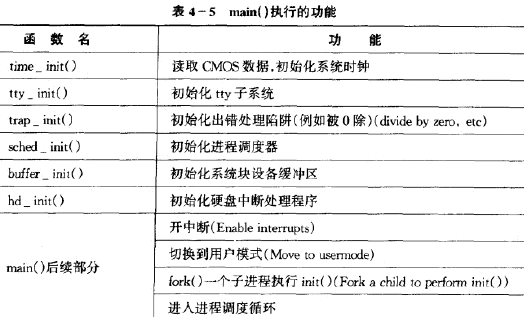 表 4-5 main()执行的功能
函 数 名 功 能
time_init() 读取 CMOS 数据,初始化系统时钟
tty_init() 初始化 tty 子系统
trap_init() 初始化出错处理陷阱(例如被 0 除)(divide by zero, etc)
sched_init() 初始化进程调度器
buffer_init() 初始化系统块设备缓冲区
hd_init() 初始化硬盘中断处理程序
main()后续部分 开中断(Enable interrupts)
切换到用户模式(Move to usermode)
fork()一个子进程执行 init()(Fork a child to perform init())
进入进程调度循环